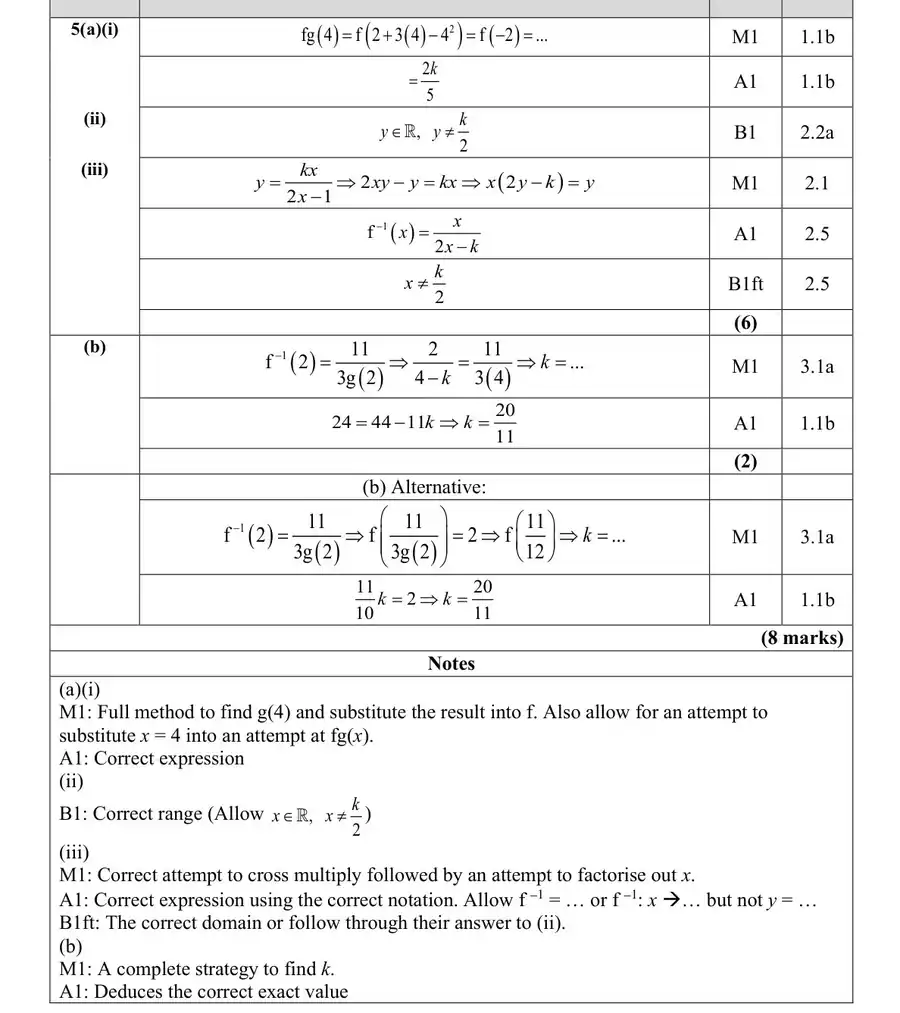 5(a)(i) fg(4) = f(2 + 3(4) − 4²) = f(−2) = ... M1 1.1b
= 2k/5 A1 1.1b
(ii) y ∈ ℝ, y ≠ k/2 B1 2.2a
(iii) y = kx/(2x − 1) ⇒ 2xy − y = kx ⇒ x(2y − k) = y M1 2.1
f⁻¹(x) = x/(2x − k) A1 2.5
x ≠ k/2 B1ft 2.5
(6)
(b) f⁻¹(2) = 11/(3g(2)) ⇒ 2/(4 − k) = 11/(3(4)) ⇒ k = ... M1 3.1a
24 = 44 − 11k ⇒ k = 20/11 A1 1.1b
(2)
(b) Alternative:
f⁻¹(2) = 11/(3g(2)) ⇒ f(11/(3g(2))) = 2 ⇒ f(11/12) ⇒ k = ... M1 3.1a
11/10 k = 2 ⇒ k = 20/11 A1 1.1b
(8 marks)
Notes
(a)(i)
M1: Full method to find g(4) and substitute the result into f. Also allow for an attempt to
substitute x = 4 into an attempt at fg(x).
A1: Correct expression
(ii)
B1: Correct range (Allow x ∈ ℝ, x ≠ k/2)
(iii)
M1: Correct attempt to cross multiply followed by an attempt to factorise out x.
A1: Correct expression using the correct notation. Allow f ⁻¹ = … or f ⁻¹: x → … but not y = …
B1ft: The correct domain or follow through their answer to (ii).
(b)
M1: A complete strategy to find k.
A1: Deduces the correct exact value